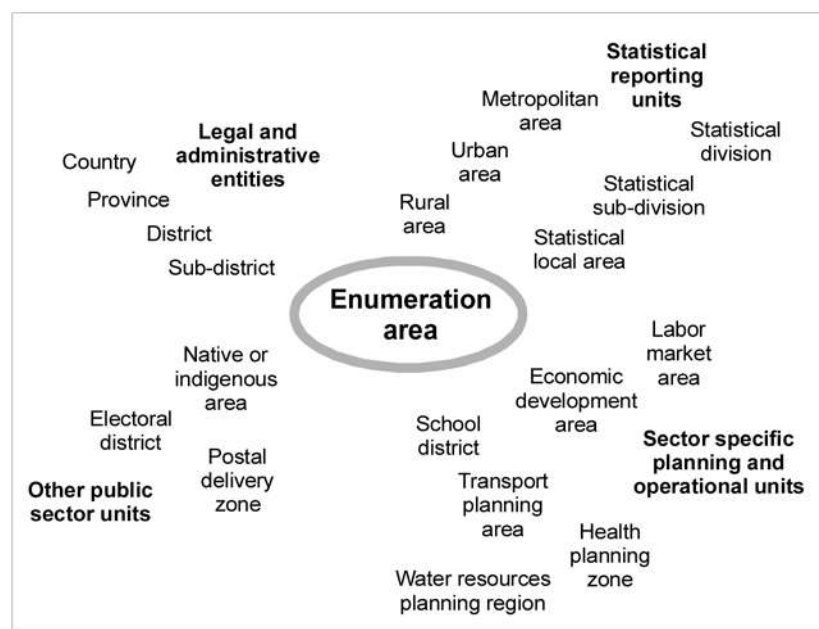 Statistical
reporting
units
Metropolitan
area
Statistical
division
Legal and
administrative
entities
Urban
area
Country
Statistical
sub-division
Province
Rural
area
District
Statistical
local area
Sub-district
Enumeration
area
Labor
market
area
Native or
indigenous
area
Economic
development
area
Electoral
district
School
district
Sector specific
planning and
operational units
Postal
delivery
zone
Other public
sector units
Transport
planning
area
Health
planning
zone
Water resources
planning region